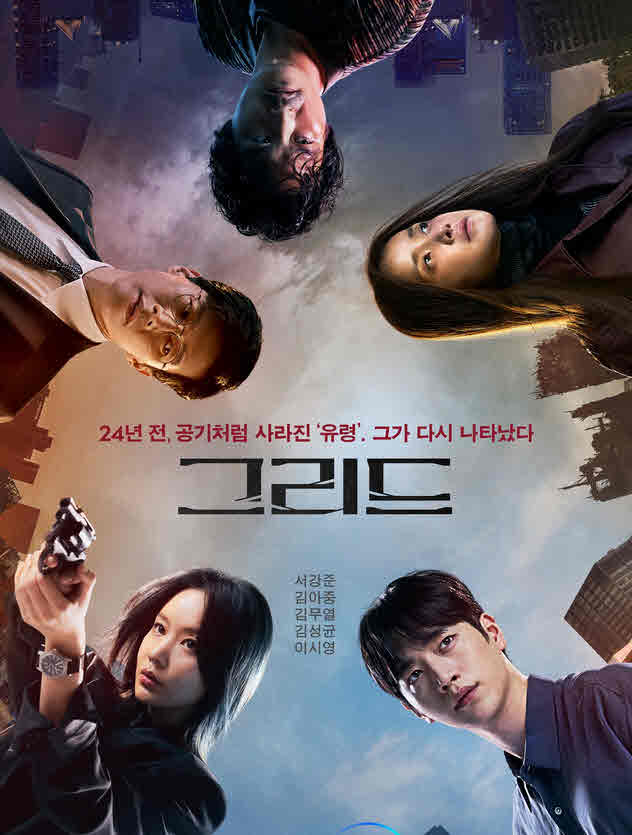 24년 전, 공기처럼 사라진 '유령'. 그가 다시 나타났다
그리드
서강준
김아중
김무열
김성균
이시영